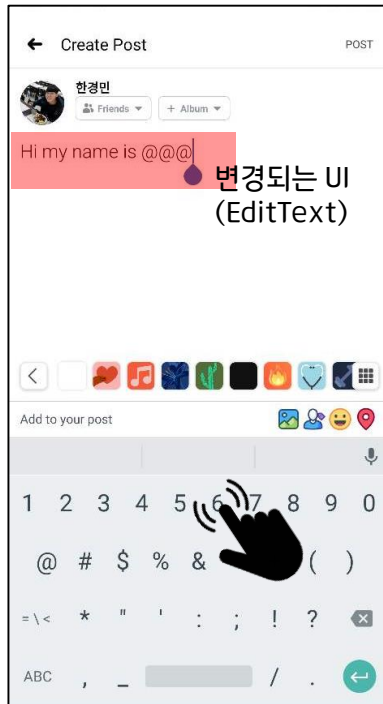 Create Post POST
한경민
Friends + Album
Hi my name is @@@
변경되는 UI
(EditText)
Add to your post
1 2 3 4 5 6 7 8 9 0
@ # $ % & ( )
= \ < * " ' : ; ! ?
ABC , _ / .